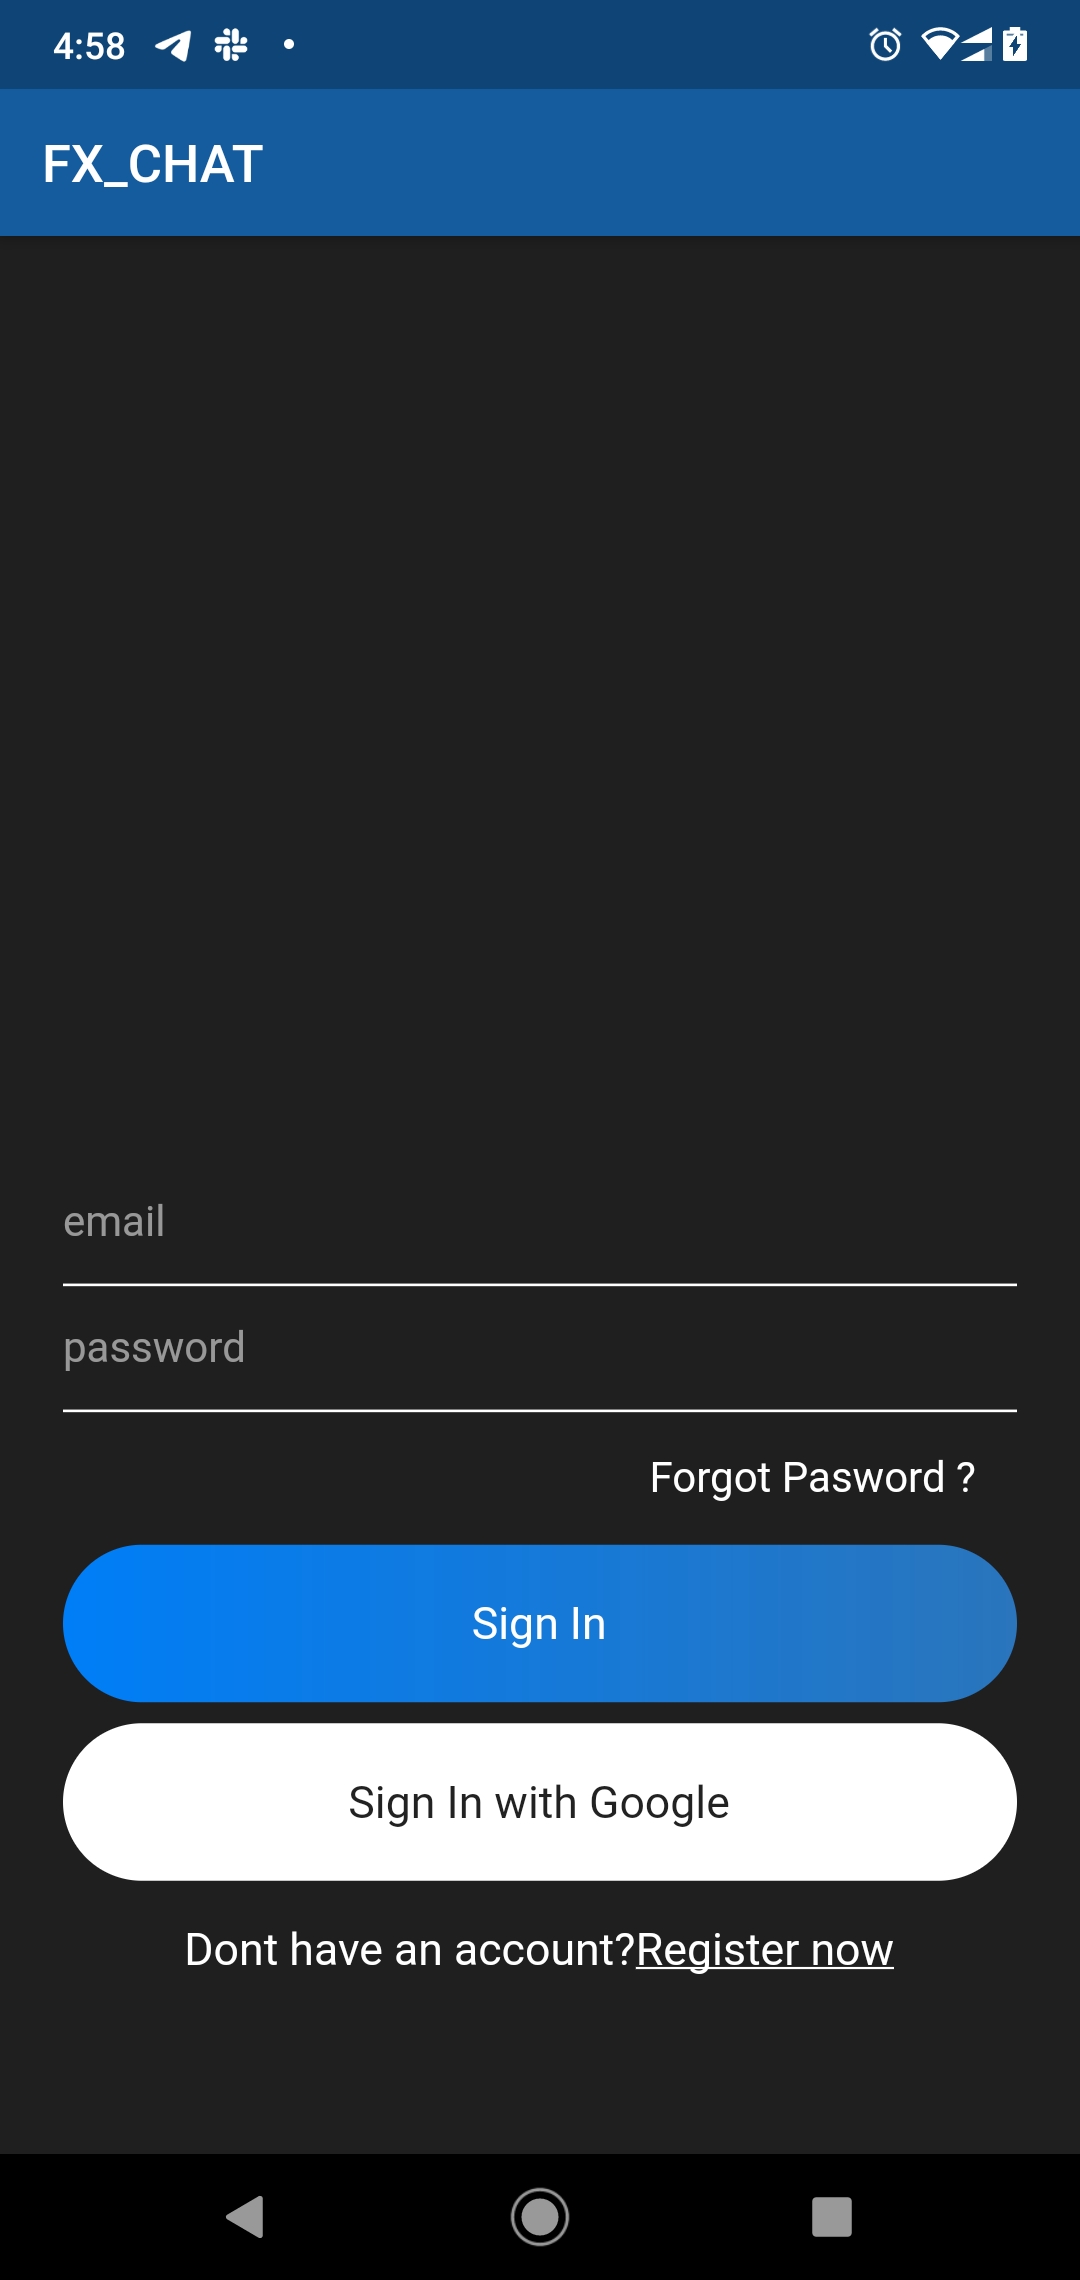 4:58
FX_CHAT
email
password
Forgot Pasword ?
Sign In
Sign In with Google
Dont have an account?Register now